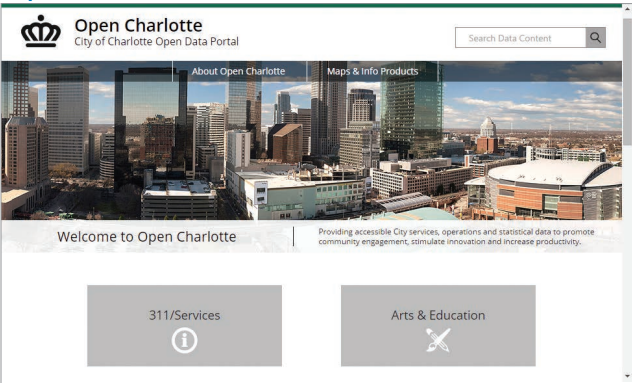 Open Charlotte
City of Charlotte Open Data Portal
Search Data Content
About Open Charlotte
Maps & Info Products
Welcome to Open Charlotte
Providing accessible City services, operations and statistical data to promote
community engagement, stimulate innovation and increase productivity.
311/Services
Arts & Education